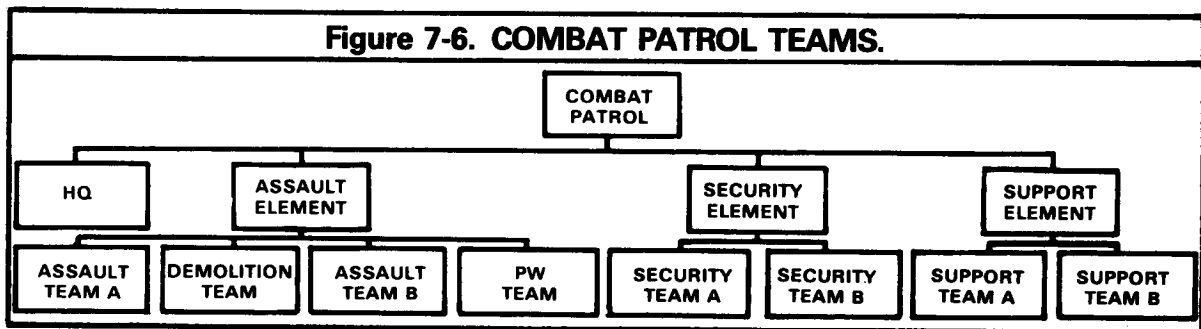 Figure 7-6. COMBAT PATROL TEAMS.
COMBAT
PATROL
HQ
ASSAULT
ELEMENT
SECURITY
ELEMENT
SUPPORT
ELEMENT
ASSAULT
TEAM A
DEMOLITION
TEAM
ASSAULT
TEAM B
PW
TEAM
SECURITY
TEAM A
SECURITY
TEAM B
SUPPORT
TEAM A
SUPPORT
TEAM B